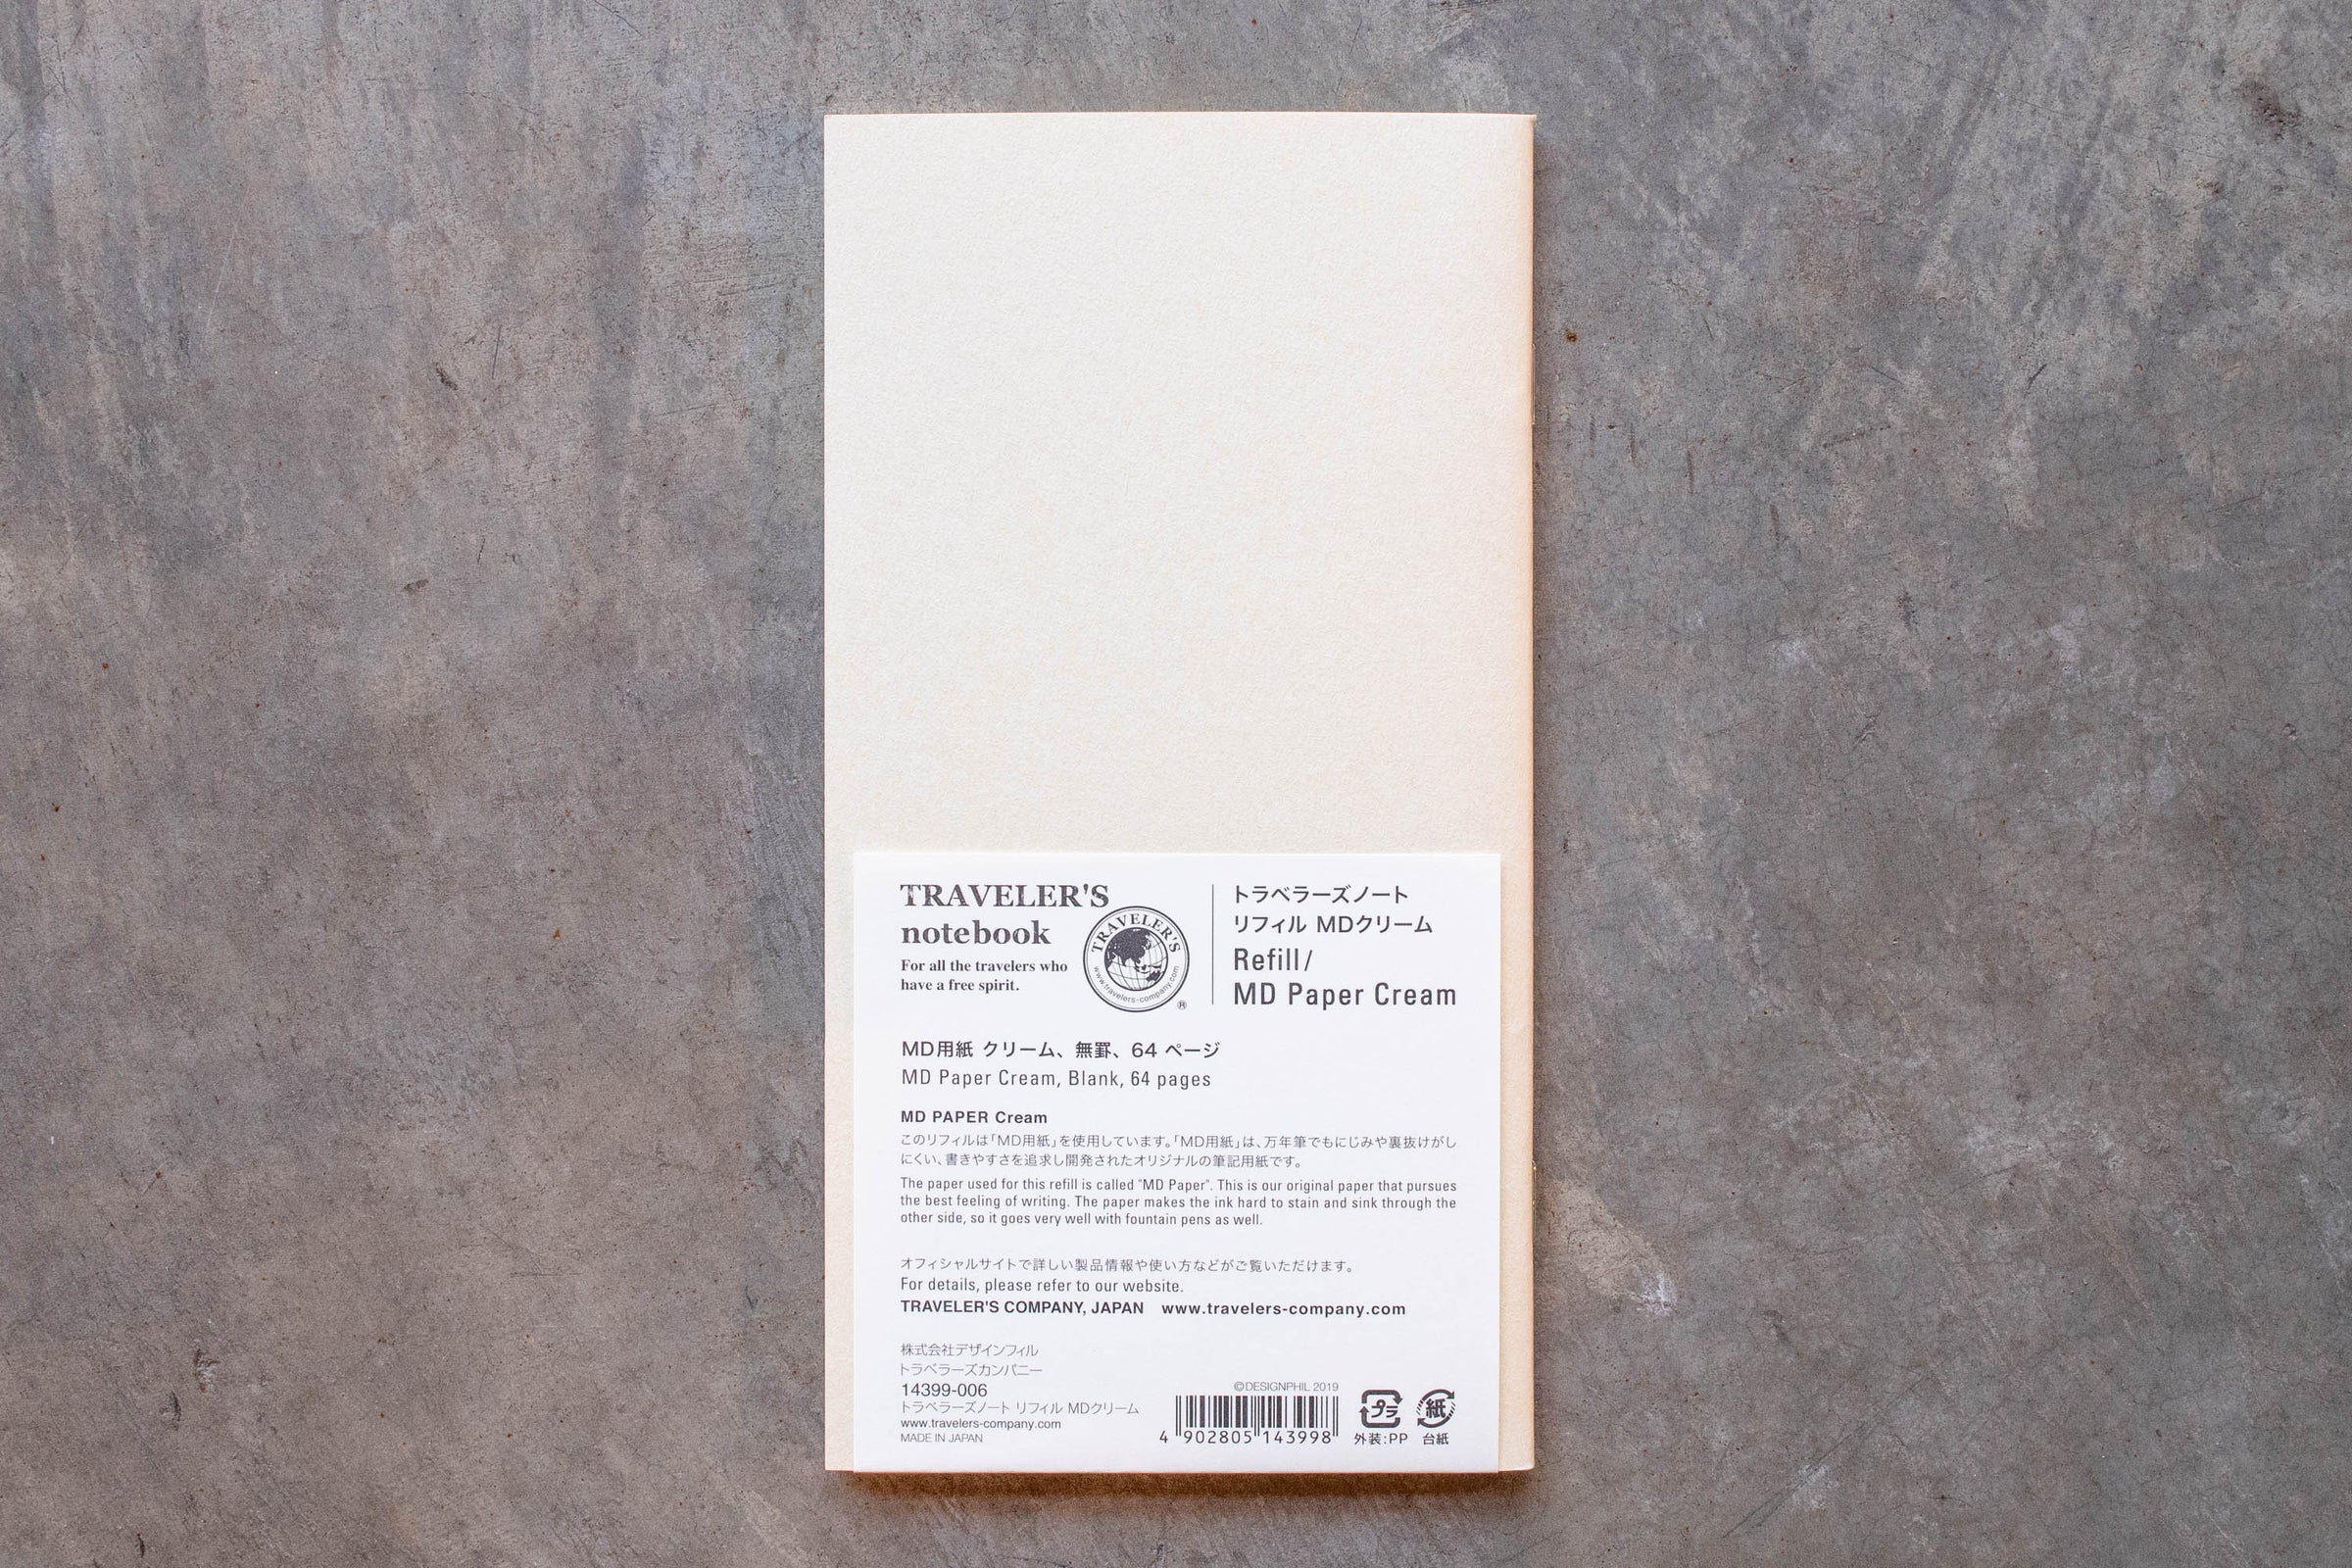 TRAVELER'S
notebook
For all the travelers who
have a free spirit.
TRAVELER'S
www.travelers-company.com
®
トラベラーズノート
リフィル MDクリーム
Refill/
MD Paper Cream
MD用紙 クリーム、無罫、64 ページ
MD Paper Cream, Blank, 64 pages
MD PAPER Cream
このリフィルは「MD用紙」を使用しています。「MD用紙」は、万年筆でもにじみや裏抜けがし
にくい、書きやすさを追求し開発されたオリジナルの筆記用紙です。
The paper used for this refill is called "MD Paper". This is our original paper that pursues
the best feeling of writing. The paper makes the ink hard to stain and sink through the
other side, so it goes very well with fountain pens as well.
オフィシャルサイトで詳しい製品情報や使い方などがご覧いただけます。
For details, please refer to our website.
TRAVELER'S COMPANY, JAPAN www.travelers-company.com
株式会社デザインフィル
トラベラーズカンパニー
14399-006
トラベラーズノート リフィル MDクリーム
www.travelers-company.com
MADE IN JAPAN
©DESIGNPHIL 2019
4 902805 143998
プラ
外装:PP
紙
台紙